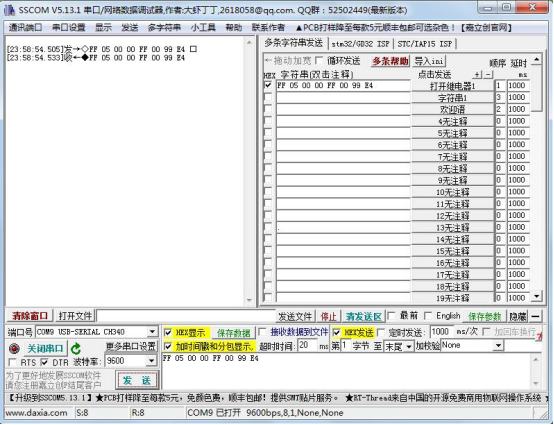 SSCOM V5.13.1 串口/网络数据调试器,作者:大虾丁丁,2618058@qq.com. QQ群：52502449(最新版本)
通讯端口 串口设置 显示 发送 多字符串 小工具 帮助 联系作者 ▲PCB打样降至每款5元顺丰包邮可选杂色！【嘉立创官网】
[23:58:54.505]发→◇FF 05 00 00 FF 00 99 E4 □
[23:58:54.533]收←◆FF 05 00 00 FF 00 99 E4
多条字符串发送 stm32/GD32 ISP STC/IAP15 ISP
←拖动加宽 循环发送 多条帮助 导入ini 顺序 延时
HEX 字符串(双击注释) 点击发送 + - ms
FF 05 00 00 FF 00 99 E4 打开继电器1 1 1000
字符串1 3 1000
欢迎语 2 1000
4无注释 0 1000
5无注释 0 1000
6无注释 0 1000
7无注释 0 1000
8无注释 0 1000
9无注释 0 1000
10无注释 0 1000
11无注释 0 1000
12无注释 0 1000
13无注释 0 1000
14无注释 0 1000
15无注释 0 1000
16无注释 0 1000
17无注释 0 1000
18无注释 0 1000
19无注释 0 1000
清除窗口 打开文件 发送文件 停止 清发送区 最前 English 保存参数 隐藏 —
端口号 COM9 USB-SERIAL CH340 HEX显示 保存数据 接收数据到文件 HEX发送 定时发送: 1000 ms/次 加回车换行
关闭串口 更多串口设置 加时间戳和分包显示, 超时时间: 20 ms 第 1 字节 至 末尾 加校验 None
RTS DTR 波特率: 9600 FF 05 00 00 FF 00 99 E4
为了更好地发展SSCOM软件
请您注册嘉立创F结尾客户 发 送
【升级到SSCOM5.13.1】★PCB打样降至每款5元，免颜色费，顺丰包邮！提供SMT贴片服务。 ★RT-Thread来自中国的开源免费商用物联网操作系统
www.daxia.com S:8 R:8 COM9 已打开 9600bps,8,1,None,None